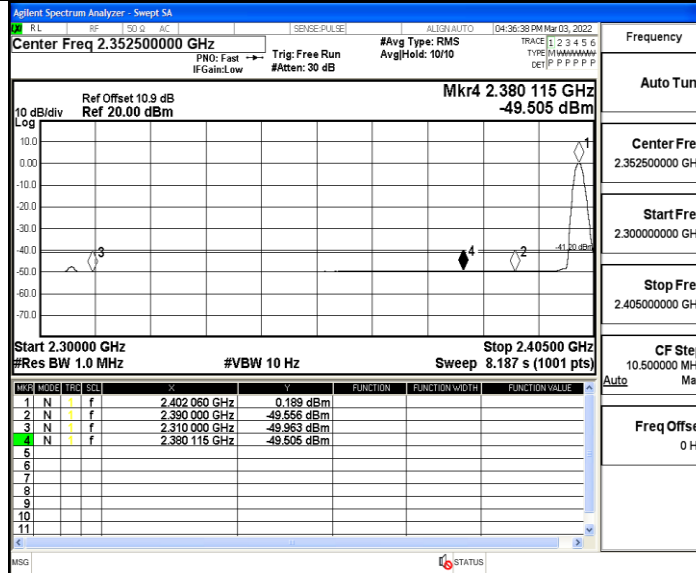 Agilent Spectrum Analyzer - Swept SA
RL RF 50 Ω AC SENSE:PULSE ALIGN AUTO 04:36:38 PM Mar 03, 2022
Center Freq 2.352500000 GHz
PNO: Fast
IFGain:Low
Trig: Free Run
#Atten: 30 dB
#Avg Type: RMS
Avg|Hold: 10/10
TRACE 1 2 3 4 5 6
TYPE MWWWWW
DET P P P P P P
Mkr4 2.380 115 GHz
-49.505 dBm
Ref Offset 10.9 dB
10 dB/div Ref 20.00 dBm
Log
10.0
0.00
-10.0
-20.0
-30.0
-40.0
-50.0
-60.0
-70.0
1
2
3
4
-41.20 dBm
Start 2.30000 GHz Stop 2.40500 GHz
#Res BW 1.0 MHz #VBW 10 Hz Sweep 8.187 s (1001 pts)
MKR MODE TRC SCL X Y FUNCTION FUNCTION WIDTH FUNCTION VALUE
1 N 1 f 2.402 060 GHz 0.189 dBm
2 N 1 f 2.390 000 GHz -49.556 dBm
3 N 1 f 2.310 000 GHz -49.963 dBm
4 N 1 f 2.380 115 GHz -49.505 dBm
5
6
7
8
9
10
11
MSG STATUS
Frequency
Auto Tun
Center Fre
2.352500000 GH
Start Fre
2.300000000 GH
Stop Fre
2.405000000 GH
CF Ste
10.500000 MH
Auto Ma
Freq Offse
0 H